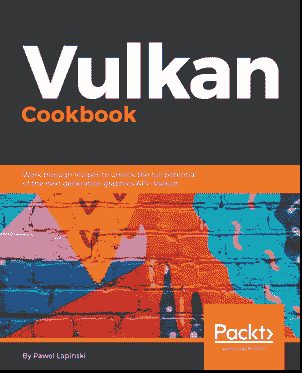 Vulkan
Cookbook
Work through recipes to unlock the full potential
of the next generation graphics API—Vulkan
Packt>
By Pawel Lapinski